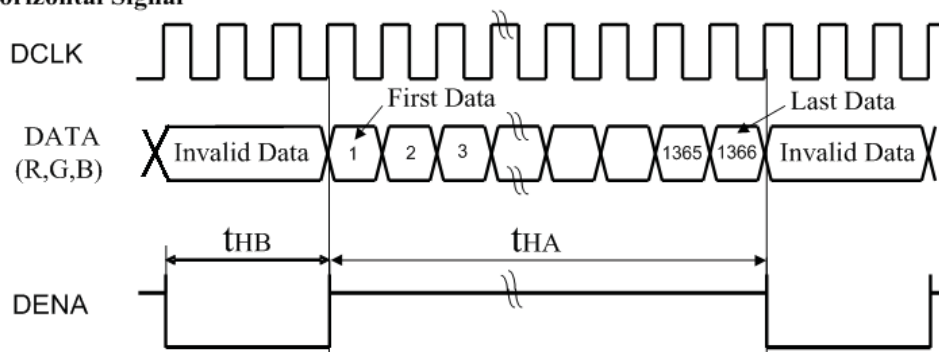 orizontal Signal
DCLK
First Data
Last Data
DATA
(R,G,B)
Invalid Data 1 2 3 1365 1366 Invalid Data
tHB tHA
DENA